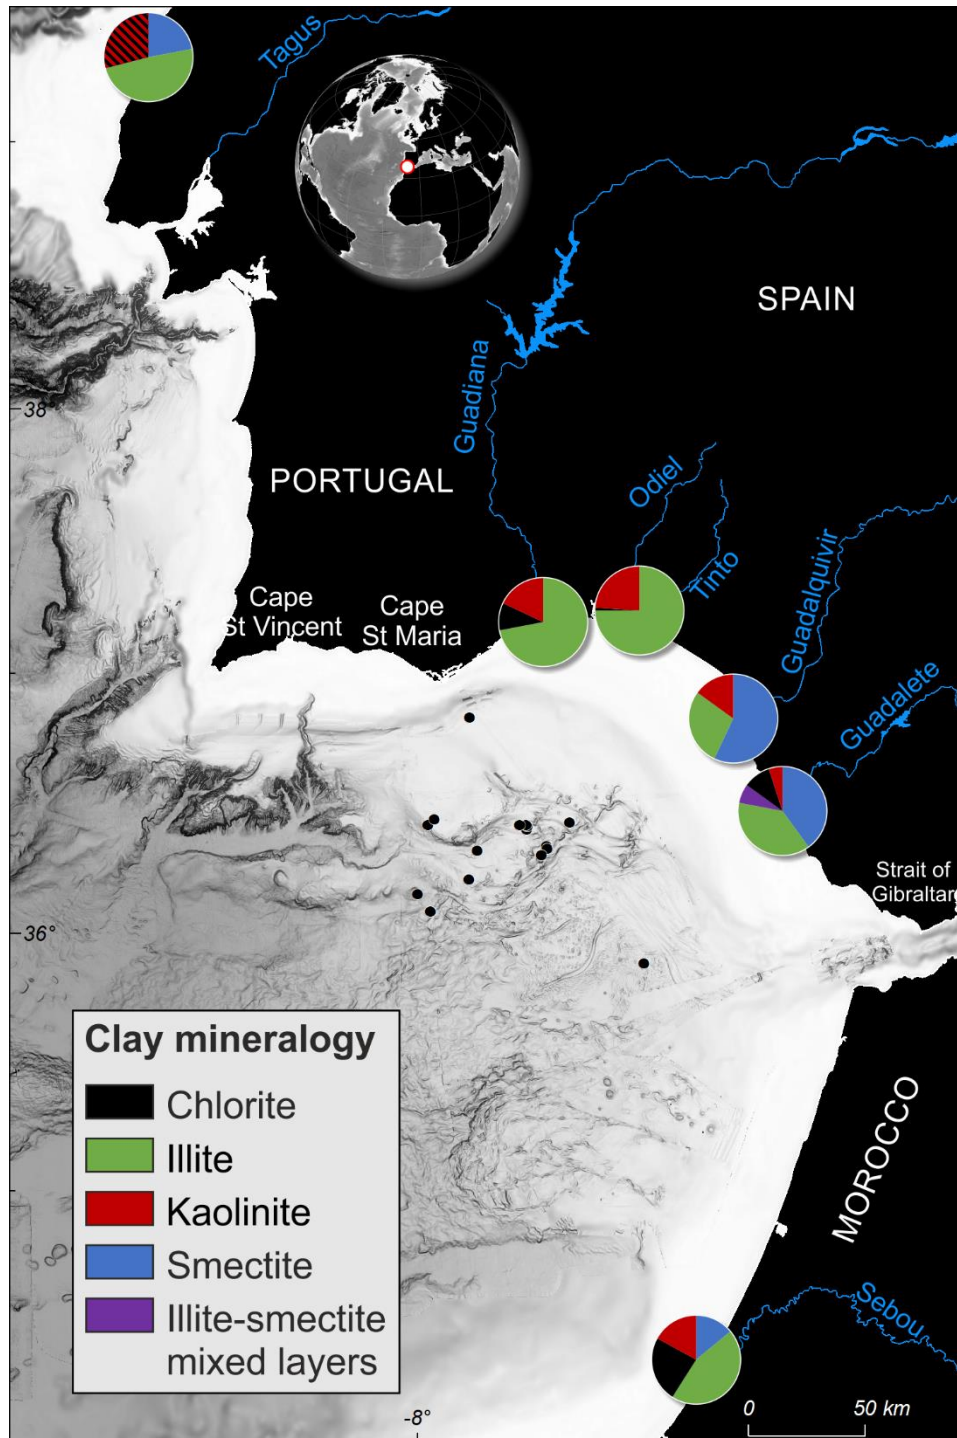 Tagus
SPAIN
Guadiana
38°
Odiel
PORTUGAL
Tinto
Guadalquivir
Cape
St Vincent
Cape
St Maria
Guadalete
Strait of
Gibraltar
36°
Clay mineralogy
Chlorite
Illite
Kaolinite
Smectite
Illite-smectite
mixed layers
MOROCCO
Sebou
-8°
0
50 km